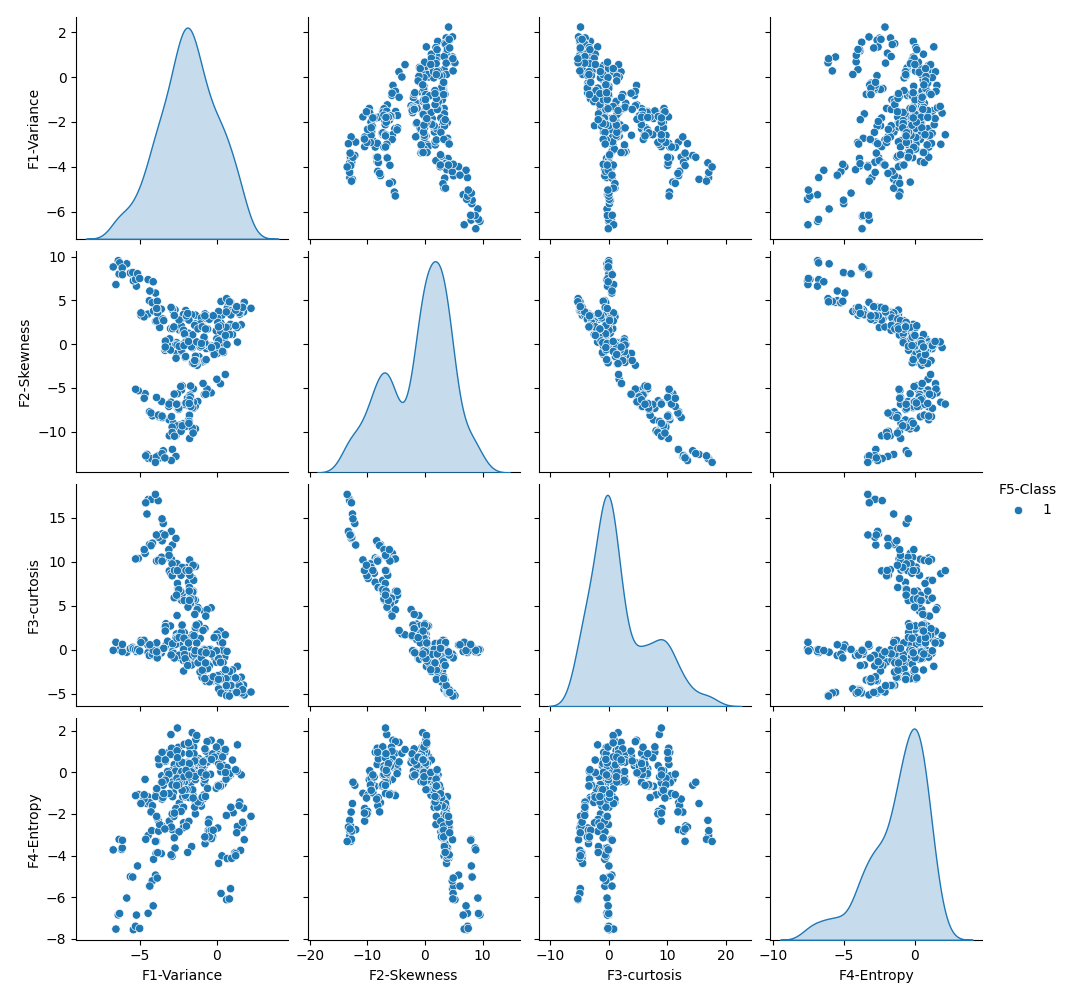 2
0
−2
−4
−6
F1-Variance
10
5
0
−5
−10
F2-Skewness
F5-Class
1
15
10
5
0
−5
F3-curtosis
2
0
−2
−4
−6
−8
F4-Entropy
−5 0
F1-Variance
−20 −10 0 10
F2-Skewness
−10 0 10 20
F3-curtosis
−10 −5 0
F4-Entropy